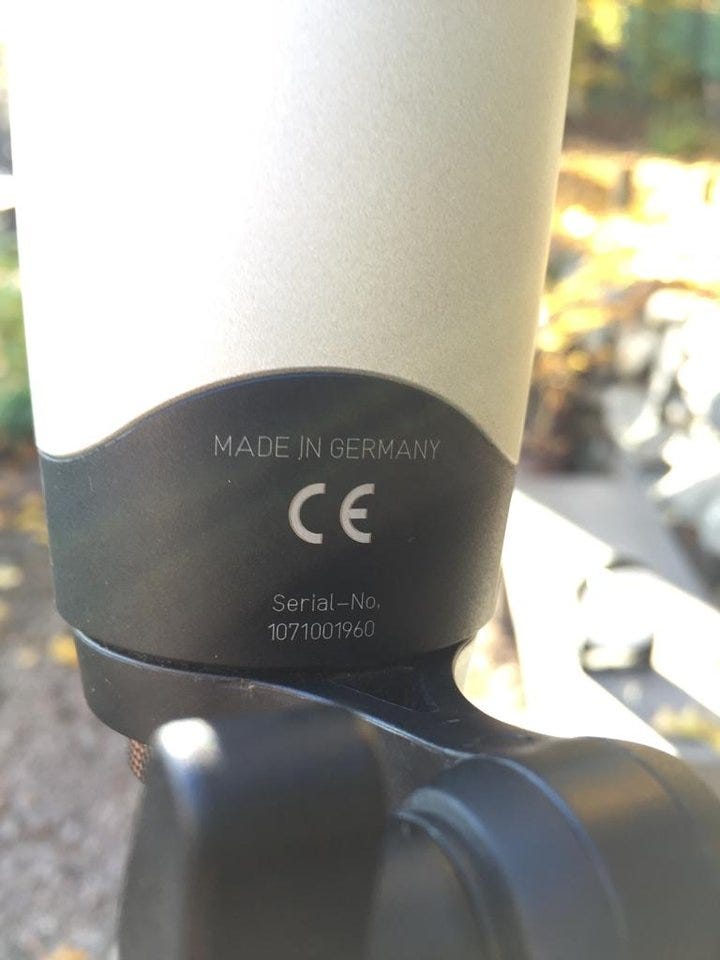 MADE IN GERMANY
CE
Serial-No.
1071001960